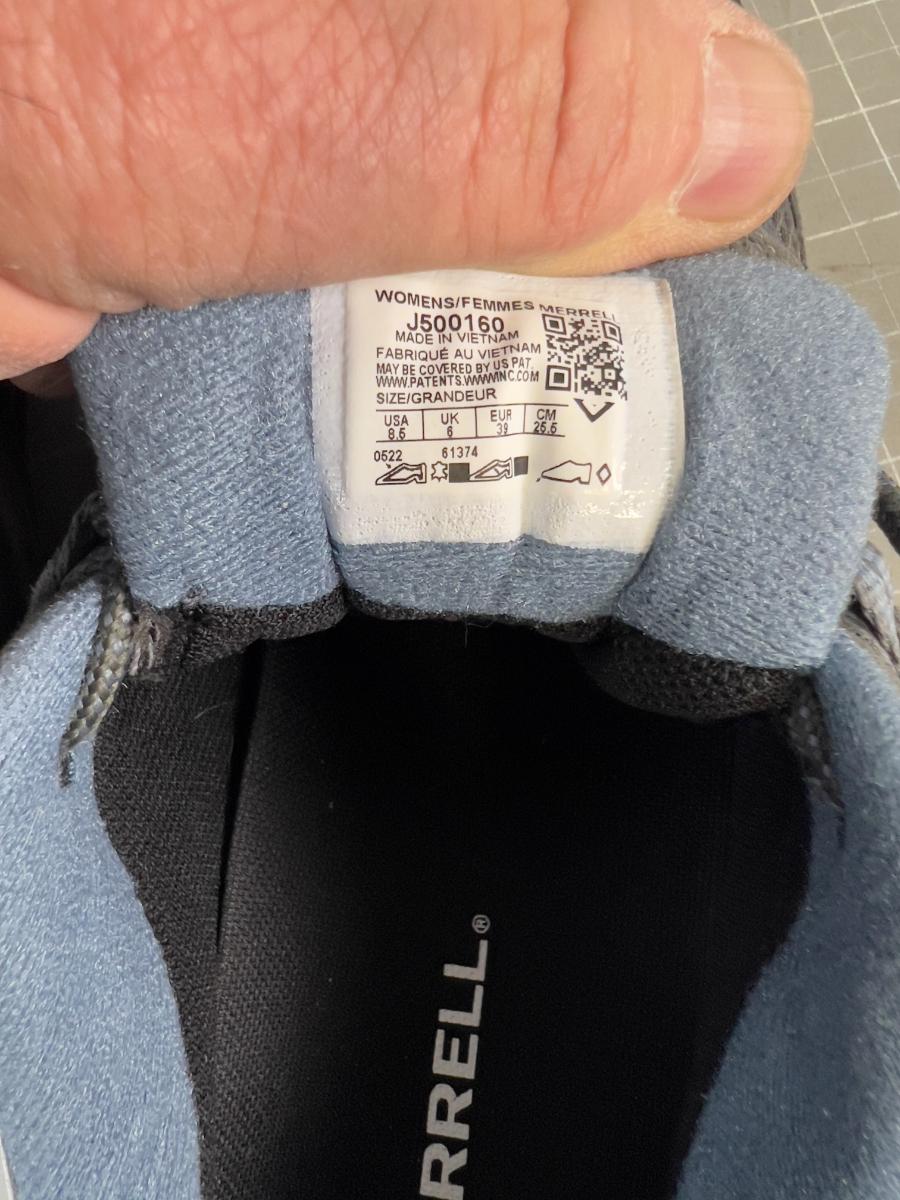 WOMENS/FEMMES MERRELL
J500160
MADE IN VIETNAM
FABRIQUÉ AU VIETNAM
MAY BE COVERED BY US PAT.
WWW.PATENTS.WWWINC.COM
SIZE/GRANDEUR
USA UK EUR CM
8.5 6 39 25.5
0522 61374
RRELL®